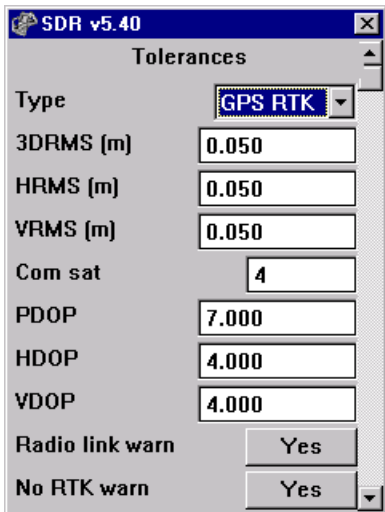 SDR v5.40
Tolerances
Type GPS RTK
3DRMS (m) 0.050
HRMS (m) 0.050
VRMS (m) 0.050
Com sat 4
PDOP 7.000
HDOP 4.000
VDOP 4.000
Radio link warn Yes
No RTK warn Yes